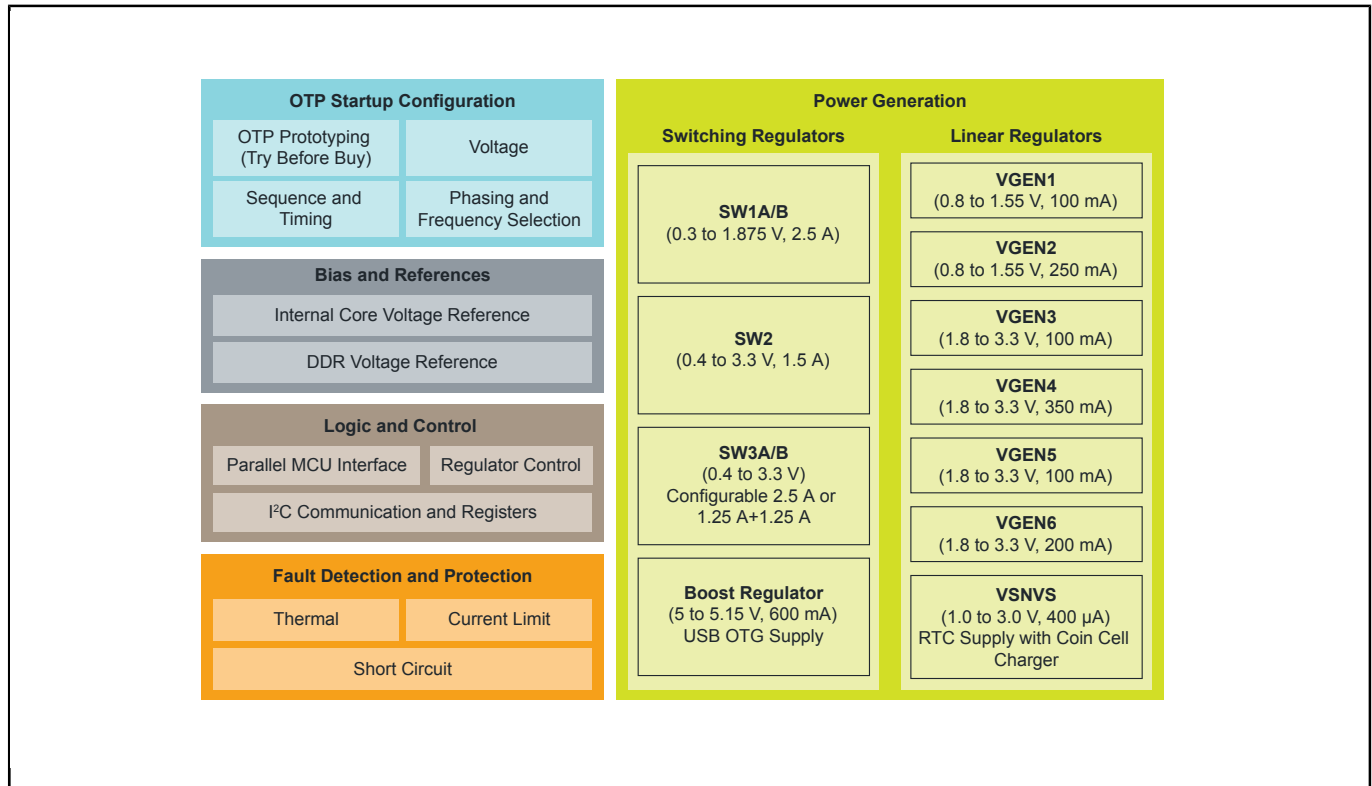 OTP Startup Configuration
OTP Prototyping
(Try Before Buy)
Voltage
Sequence and
Timing
Phasing and
Frequency Selection
Bias and References
Internal Core Voltage Reference
DDR Voltage Reference
Logic and Control
Parallel MCU Interface
Regulator Control
I²C Communication and Registers
Fault Detection and Protection
Thermal
Current Limit
Short Circuit
Power Generation
Switching Regulators
SW1A/B
(0.3 to 1.875 V, 2.5 A)
SW2
(0.4 to 3.3 V, 1.5 A)
SW3A/B
(0.4 to 3.3 V)
Configurable 2.5 A or
1.25 A+1.25 A
Boost Regulator
(5 to 5.15 V, 600 mA)
USB OTG Supply
Linear Regulators
VGEN1
(0.8 to 1.55 V, 100 mA)
VGEN2
(0.8 to 1.55 V, 250 mA)
VGEN3
(1.8 to 3.3 V, 100 mA)
VGEN4
(1.8 to 3.3 V, 350 mA)
VGEN5
(1.8 to 3.3 V, 100 mA)
VGEN6
(1.8 to 3.3 V, 200 mA)
VSNVS
(1.0 to 3.0 V, 400 µA)
RTC Supply with Coin Cell
Charger